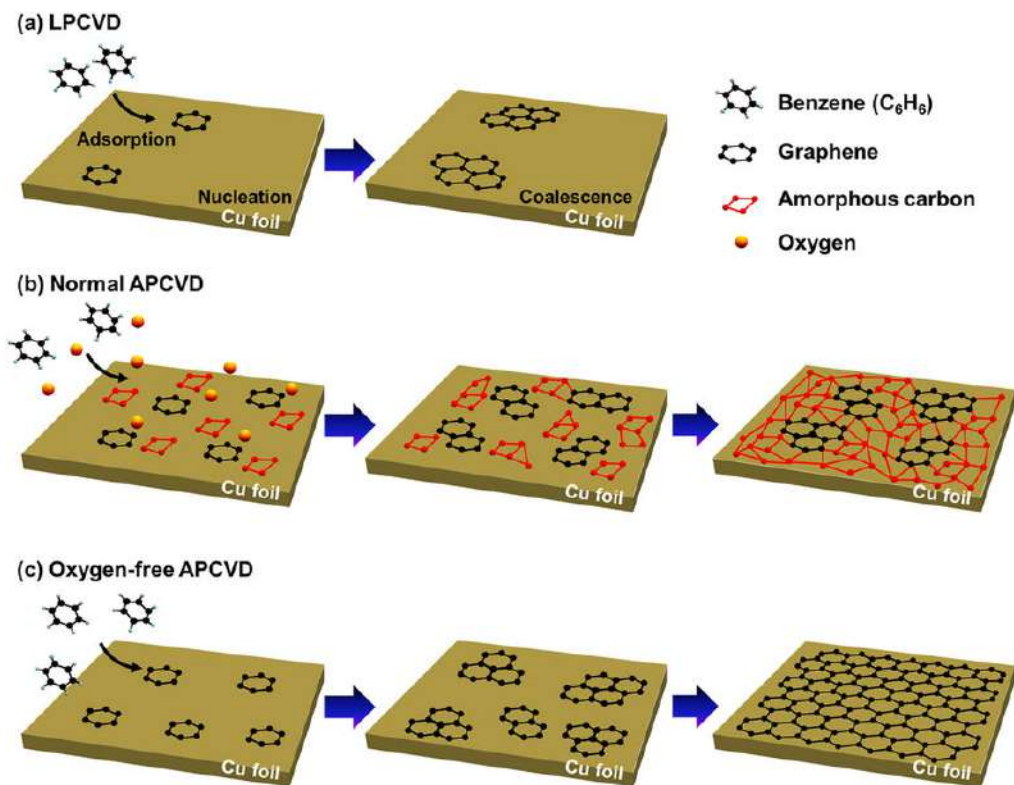 (a) LPCVD
Adsorption
Nucleation
Cu foil
Coalescence
Cu foil
Benzene (C₆H₆)
Graphene
Amorphous carbon
Oxygen
(b) Normal APCVD
Cu foil
Cu foil
Cu foil
(c) Oxygen-free APCVD
Cu foil
Cu foil
Cu foil